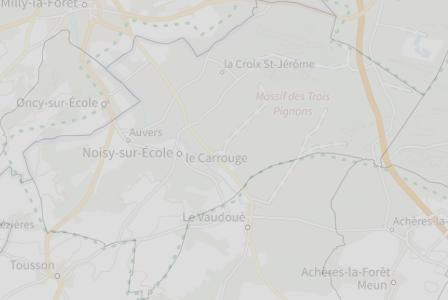 Milly-la-Forêt
la Croix St-Jérôme
Massif des Trois
Pignons
Oncy-sur-École
Auvers
Noisy-sur-École
le Carrouge
Le Vaudoué
Achères-la-
Tousson
Achères-la-Forêt
Meun